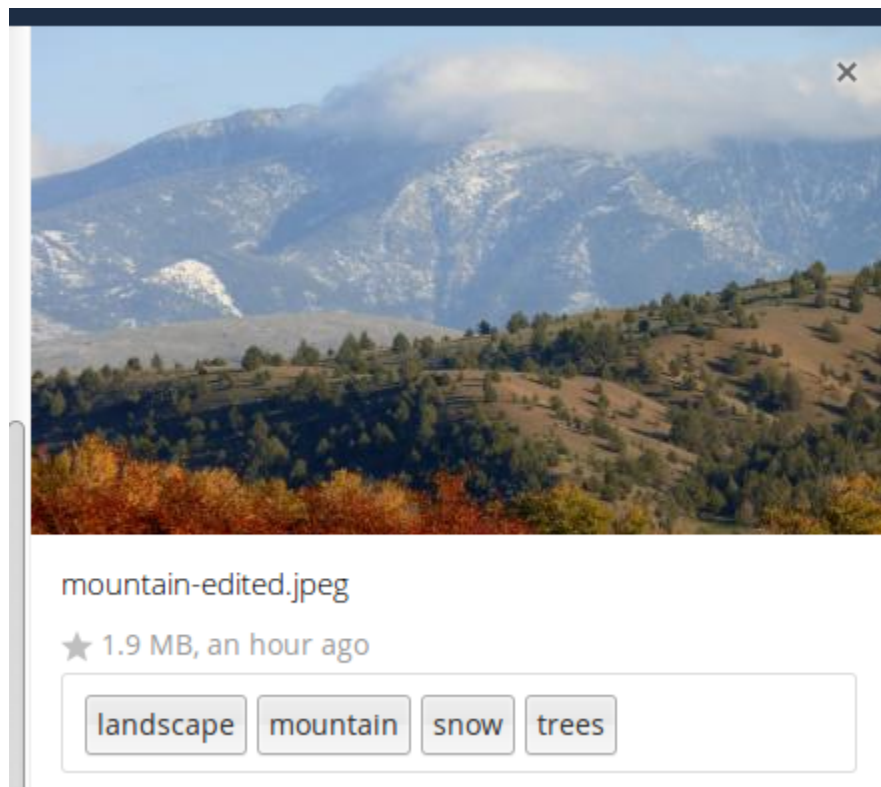 mountain-edited.jpeg
1.9 MB, an hour ago
landscape mountain snow trees